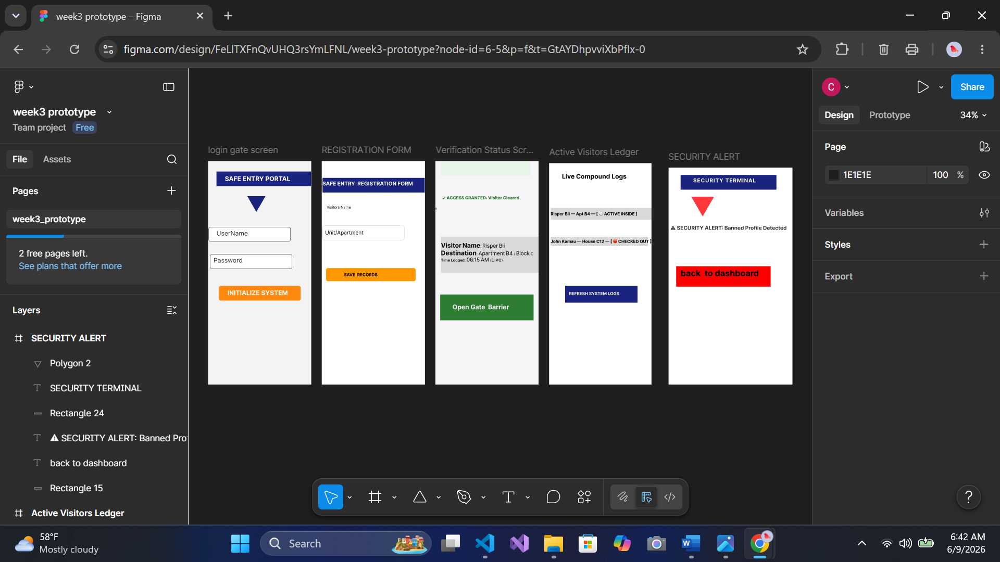 week3 prototype – Figma
figma.com/design/FeLlTXFnQvUHQ3rsYmLFNL/week3-prototype?node-id=6-5&p=f&t=GtAYDhpvviXbPfIx-0
week3 prototype
Team project Free
File Assets
Pages
week3_prototype
2 free pages left.
See plans that offer more
Layers
SECURITY ALERT
Polygon 2
SECURITY TERMINAL
Rectangle 24
⚠ SECURITY ALERT: Banned Pro
back to dashboard
Rectangle 15
Active Visitors Ledger
login gate screen
SAFE ENTRY PORTAL
UserName
Password
INITIALIZE SYSTEM
REGISTRATION FORM
SAFE ENTRY REGISTRATION FORM
Visitors Name
Unit/Apartment
SAVE RECORDS
Verification Status Scr...
✓ ACCESS GRANTED: Visitor Cleared
t
Visitor Name: Risper Bii
Destination: Apartment B4 / Block C
Time Logged: 06:15 AM (Live)
Open Gate Barrier
Active Visitors Ledger
Live Compound Logs
Risper Bii — Apt B4 — [ ⚪ ACTIVE INSIDE ]
John Kamau — House C12 — [ 🔴 CHECKED OUT ]
REFRESH SYSTEM LOGS
SECURITY ALERT
SECURITY TERMINAL
⚠ SECURITY ALERT: Banned Profile Detected
back to dashboard
C
Share
Design Prototype 34%
Page
1E1E1E 100 %
Variables
Styles
Export
?
58°F
Mostly cloudy
Search
6:42 AM
6/9/2026